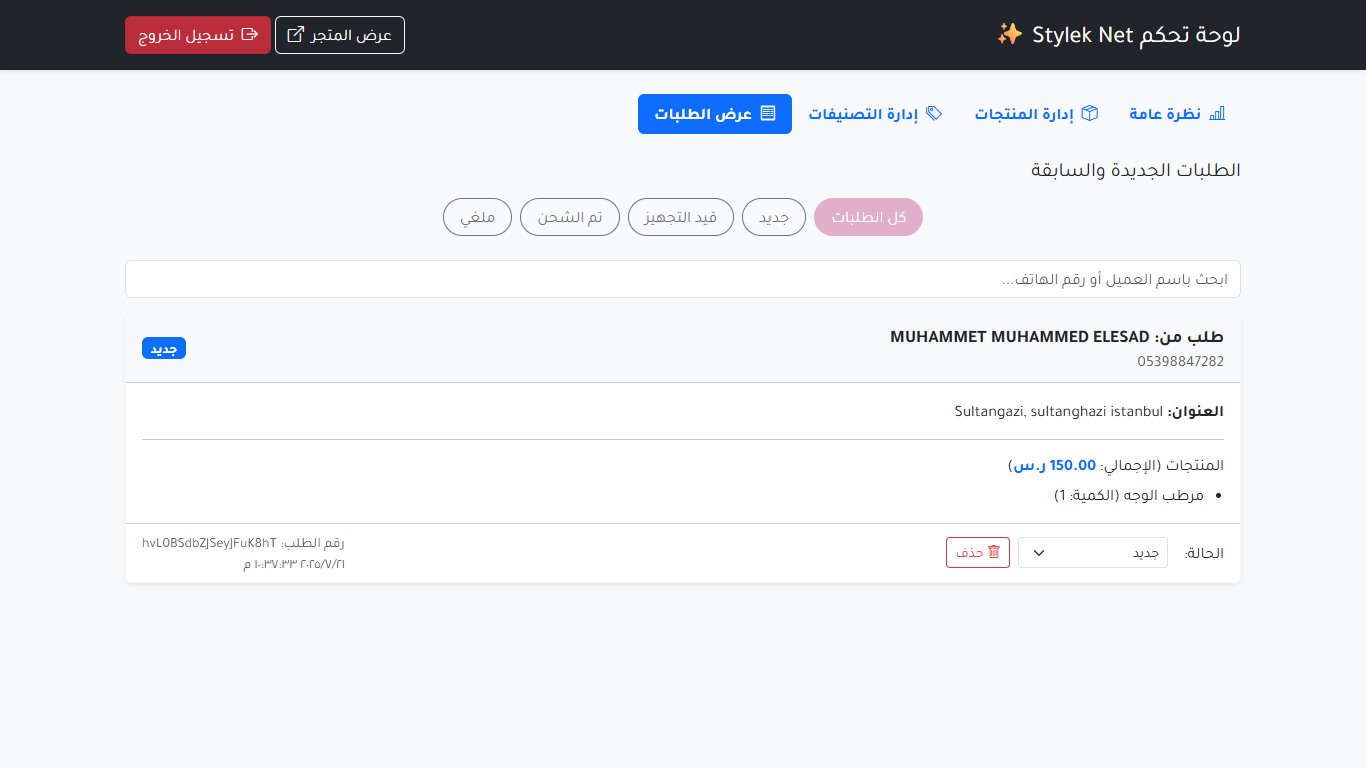 لوحة تحكم Stylek Net ✨
عرض المتجر
تسجيل الخروج
نظرة عامة
إدارة المنتجات
إدارة التصنيفات
عرض الطلبات
الطلبات الجديدة والسابقة
كل الطلبات
جديد
قيد التجهيز
تم الشحن
ملغي
ابحث باسم العميل أو رقم الهاتف...
طلب من: MUHAMMET MUHAMMED ELESAD
05398847282
جديد
العنوان: Sultangazi, sultanghazi istanbul
المنتجات (الإجمالي: 150.00 ر.س)
• مرطب الوجه (الكمية: 1)
الحالة:
جديد
حذف
رقم الطلب: hvL0BSdbZJSeyJFuK8hT
٢١‏/٧‏/٢٠٢٥ ١٠:٣٧:٣٣ م